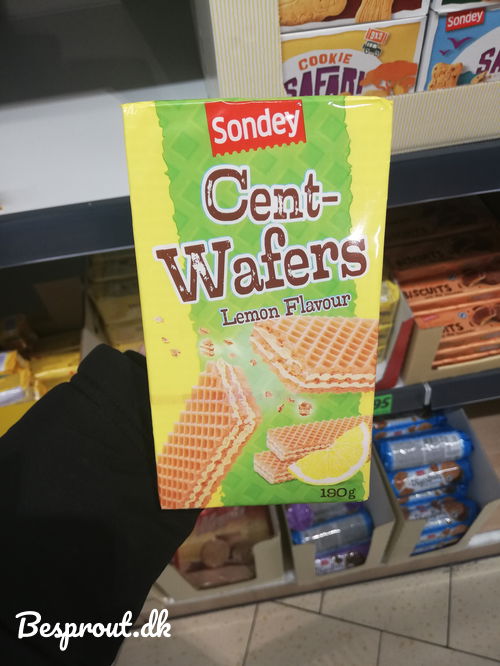 COOKIE
SAFARI
Sondey
Sondey
Cent-
Wafers
Lemon Flavour
190g
BISCUITS
Besprout.dk